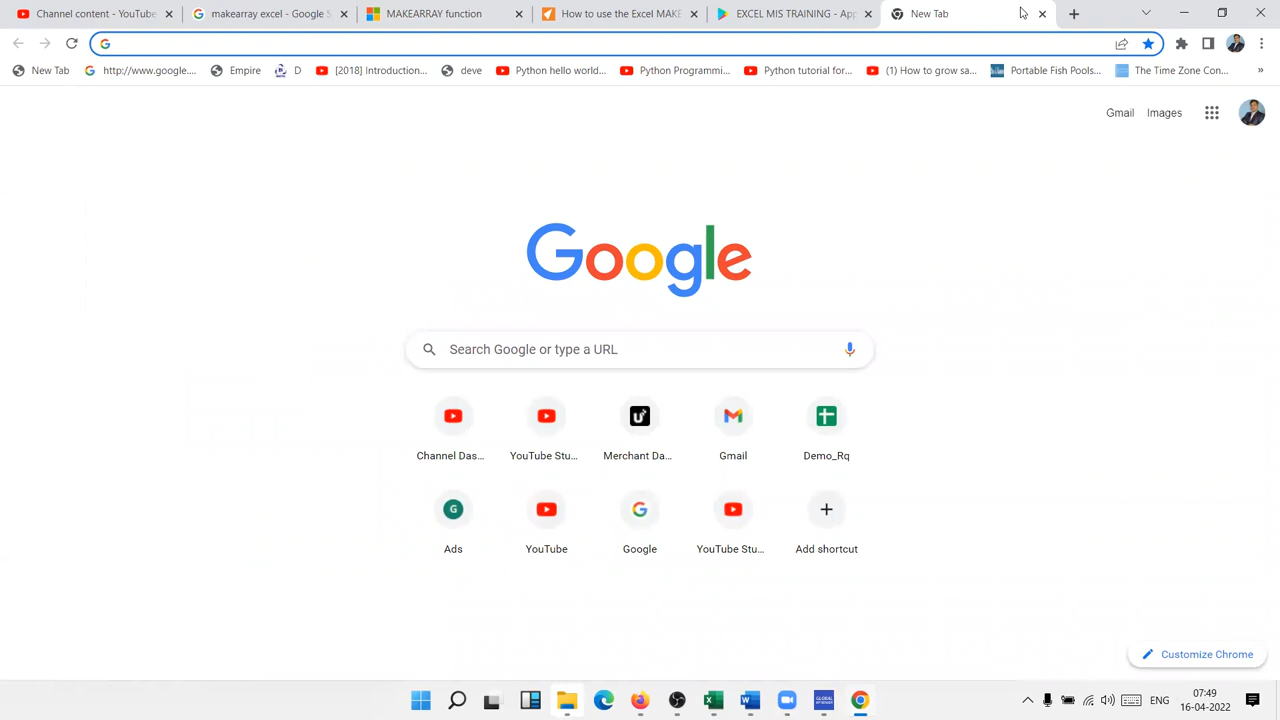 Channel content - YouTube
makearray excel - Google S
MAKEARRAY function
How to use the Excel MAKE
EXCEL MIS TRAINING - App
New Tab
New Tab
http://www.google....
Empire
D
[2018] Introduction...
deve
Python hello world...
Python Programmi...
Python tutorial for...
(1) How to grow sa...
Portable Fish Pools...
The Time Zone Con...
»
Gmail
Images
Google
Search Google or type a URL
Channel Das...
YouTube Stu...
Merchant Da...
Gmail
Demo_Rq
G
Ads
YouTube
Google
YouTube Stu...
Add shortcut
Customize Chrome
ENG
07:49
16-04-2022